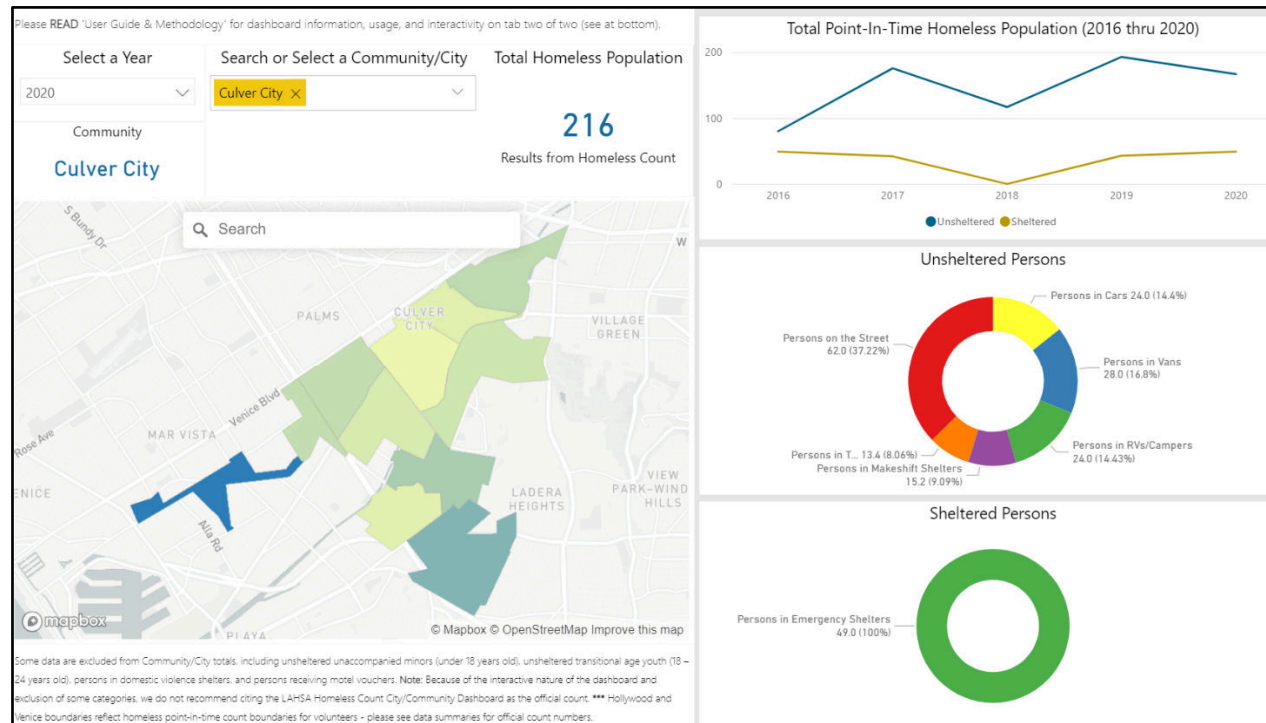 Please READ 'User Guide & Methodology' for dashboard information, usage, and interactivity on tab two of two (see at bottom).
Select a Year
2020
Community
Culver City
Search or Select a Community/City
Culver City ×
Total Homeless Population
216
Results from Homeless Count
S Bundy Dr
Search
W
PALMS
CULVER
CITY
VILLAGE
GREEN
Venice Blvd
Rose Ave
MAR VISTA
ENICE
Alla Rd
LADERA
HEIGHTS
VIEW
PARK-WIND
HILLS
PLAYA
mapbox
© Mapbox © OpenStreetMap Improve this map
Some data are excluded from Community/City totals, including unsheltered unaccompanied minors (under 18 years old), unsheltered transitional age youth (18 –
24 years old), persons in domestic violence shelters, and persons receiving motel vouchers. Note: Because of the interactive nature of the dashboard and
exclusion of some categories, we do not recommend citing the LAHSA Homeless Count City/Community Dashboard as the official count. *** Hollywood and
Venice boundaries reflect homeless point-in-time count boundaries for volunteers - please see data summaries for official count numbers.
Total Point-In-Time Homeless Population (2016 thru 2020)
200
100
0
2016 2017 2018 2019 2020
Unsheltered Sheltered
Unsheltered Persons
Persons in Cars 24.0 (14.4%)
Persons on the Street
62.0 (37.22%)
Persons in Vans
28.0 (16.8%)
Persons in RVs/Campers
24.0 (14.43%)
Persons in T... 13.4 (8.06%)
Persons in Makeshift Shelters
15.2 (9.09%)
Sheltered Persons
Persons in Emergency Shelters
49.0 (100%)